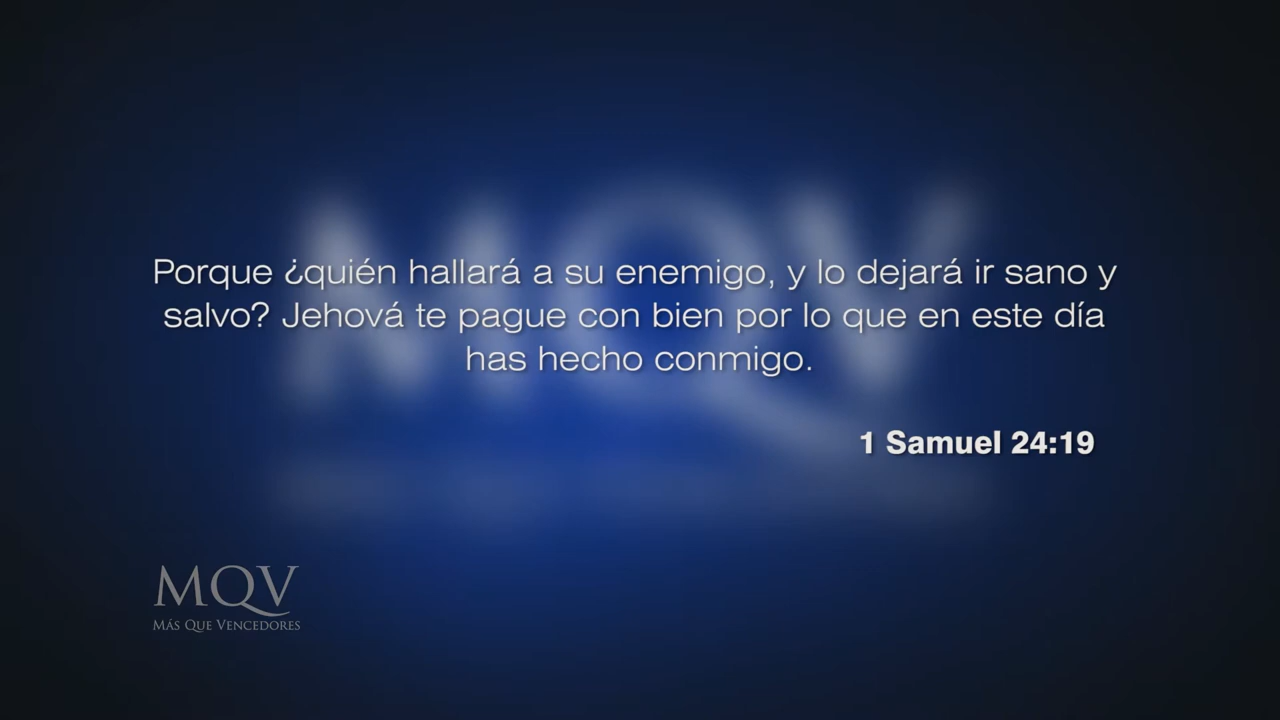 Porque ¿quién hallará a su enemigo, y lo dejará ir sano y
salvo? Jehová te pague con bien por lo que en este día
has hecho conmigo.
1 Samuel 24:19
MQV
MÁS QUE VENCEDORES